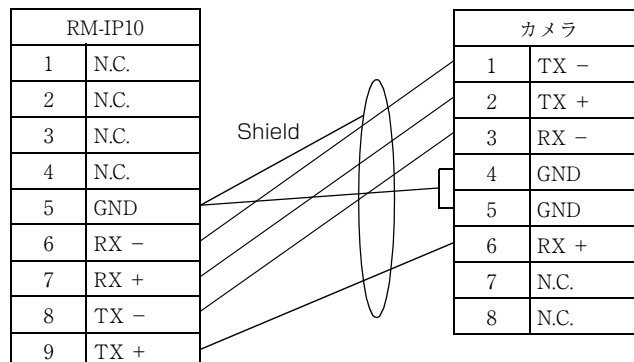 RM-IP10
1 N.C.
2 N.C.
3 N.C.
4 N.C.
5 GND
6 RX −
7 RX +
8 TX −
9 TX +
Shield
カメラ
1 TX −
2 TX +
3 RX −
4 GND
5 GND
6 RX +
7 N.C.
8 N.C.